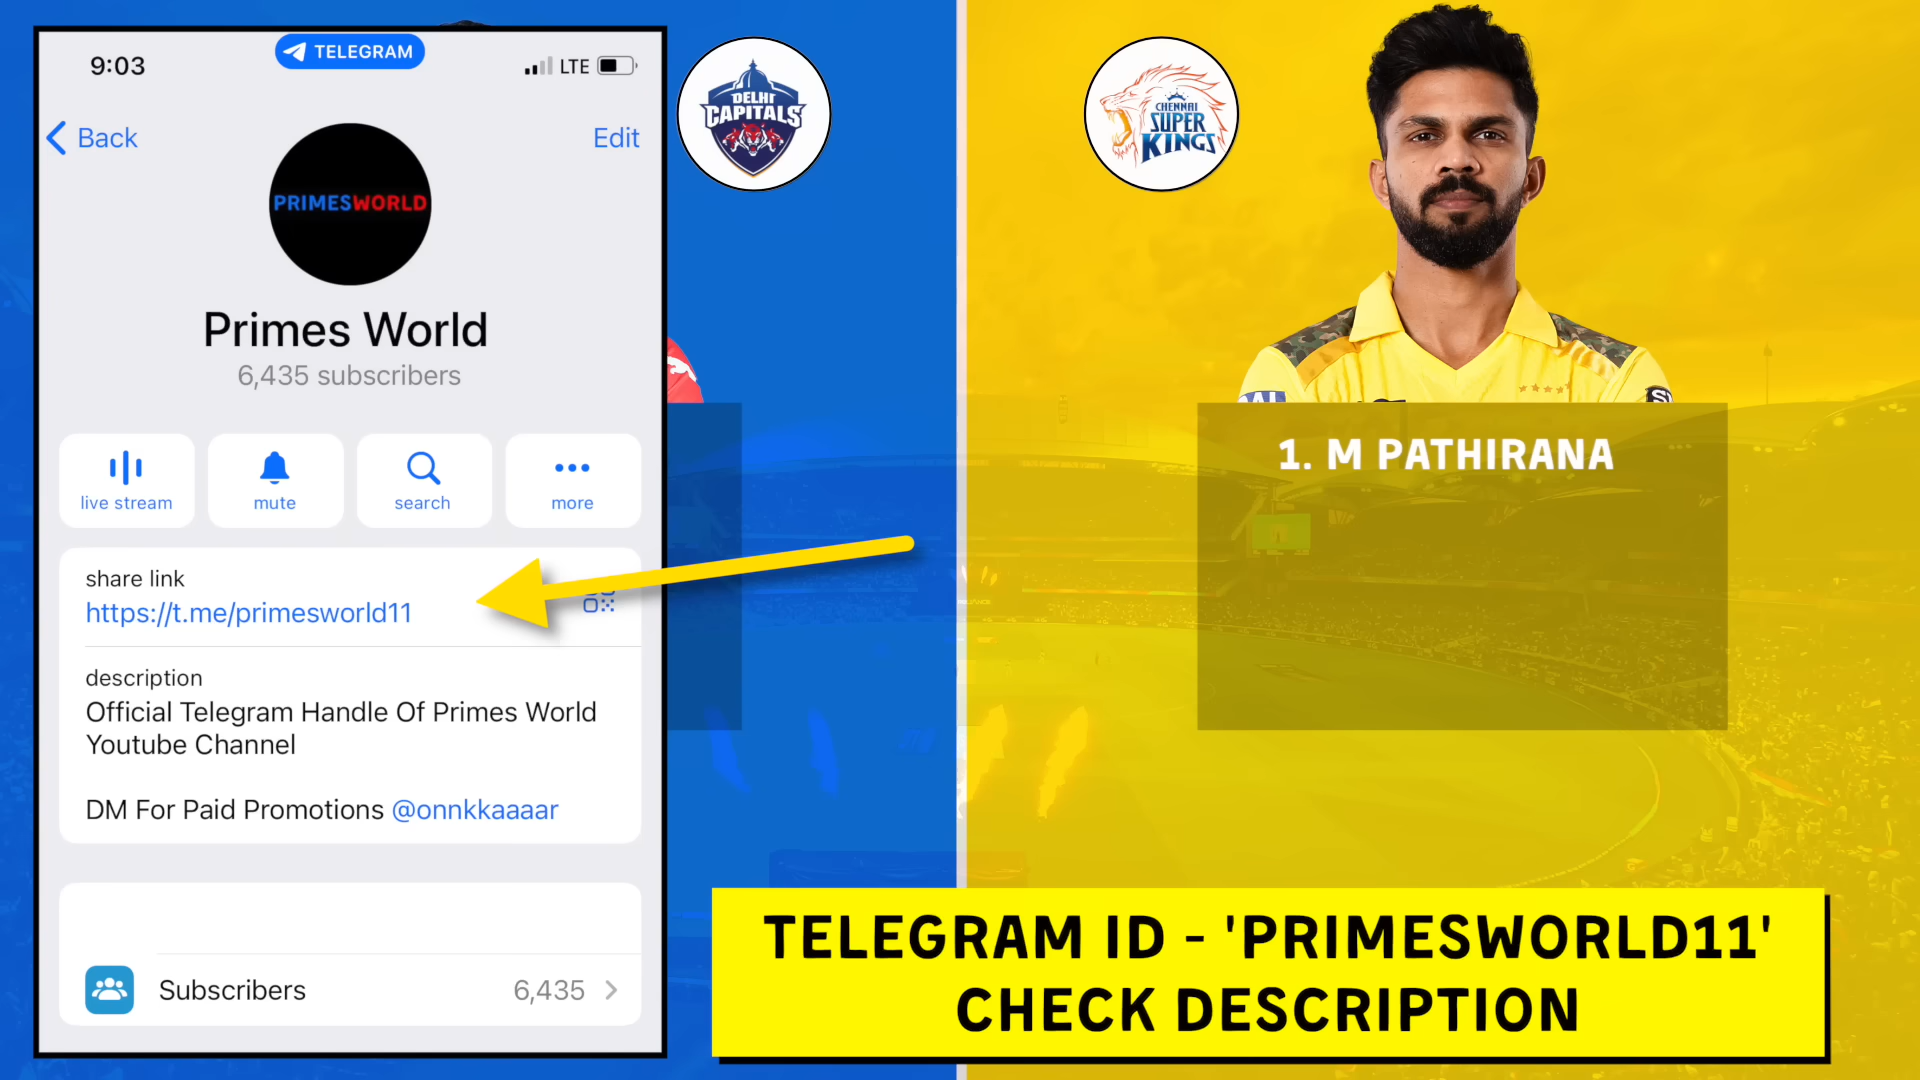 9:03
TELEGRAM
LTE
Back
Edit
PRIMESWORLD
Primes World
6,435 subscribers
live stream
mute
search
more
share link
https://t.me/primesworld11
description
Official Telegram Handle Of Primes World
Youtube Channel
DM For Paid Promotions @onnkkaaaar
Subscribers
6,435
DELHI
CAPITALS
CHENNAI
SUPER
KINGS
1. M PATHIRANA
TELEGRAM ID - 'PRIMESWORLD11'
CHECK DESCRIPTION